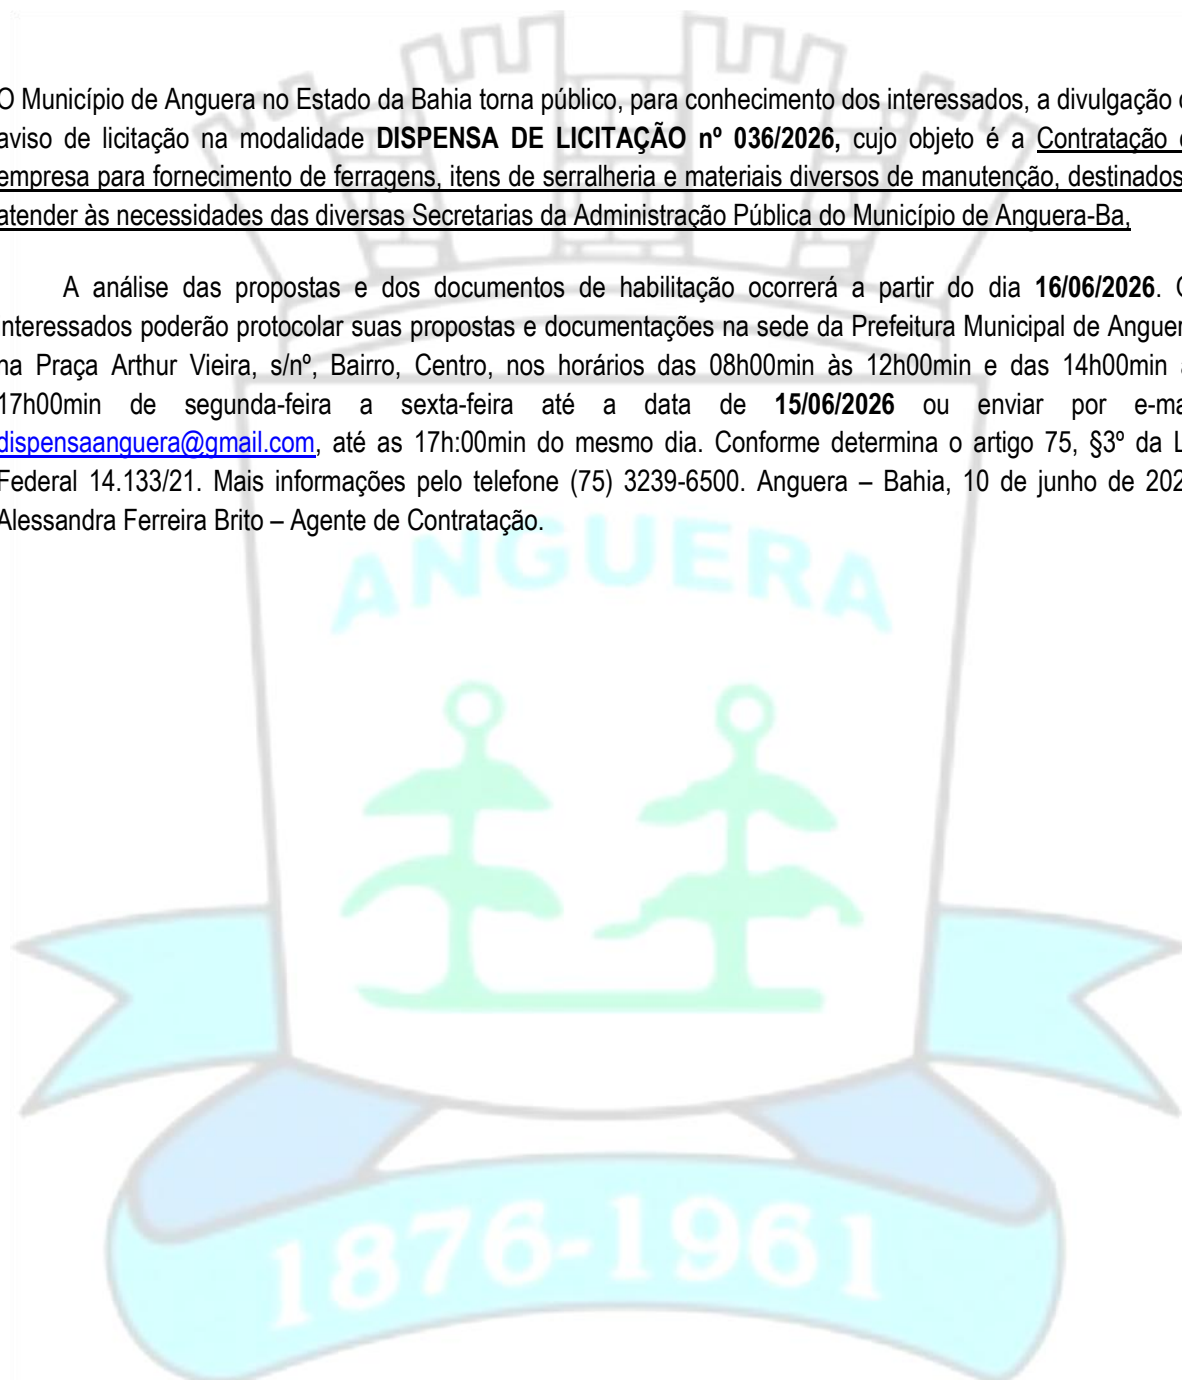 O Município de Anguera no Estado da Bahia torna público, para conhecimento dos interessados, a divulgação
aviso de licitação na modalidade DISPENSA DE LICITAÇÃO nº 036/2026, cujo objeto é a Contratação
empresa para fornecimento de ferragens, itens de serralheria e materiais diversos de manutenção, destinados
atender às necessidades das diversas Secretarias da Administração Pública do Município de Anguera-Ba,
A análise das propostas e dos documentos de habilitação ocorrerá a partir do dia 16/06/2026.
interessados poderão protocolar suas propostas e documentações na sede da Prefeitura Municipal de Anguer
na Praça Arthur Vieira, s/nº, Bairro, Centro, nos horários das 08h00min às 12h00min e das 14h00min
17h00min de segunda-feira a sexta-feira até a data de 15/06/2026 ou enviar por e-ma
dispensaanguera@gmail.com, até as 17h:00min do mesmo dia. Conforme determina o artigo 75, §3º da L
Federal 14.133/21. Mais informações pelo telefone (75) 3239-6500. Anguera – Bahia, 10 de junho de 202
Alessandra Ferreira Brito – Agente de Contratação.
ANGUERA
1876-1961